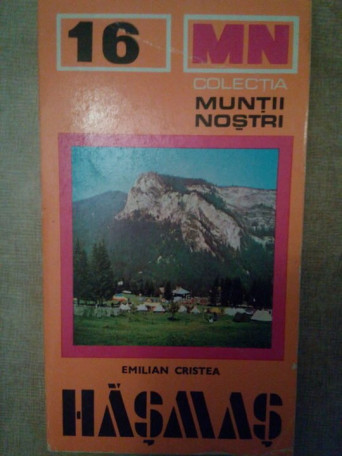 16
MN
COLECȚIA
MUNȚII
NOȘTRI
EMILIAN CRISTEA
HĂȘMAȘ